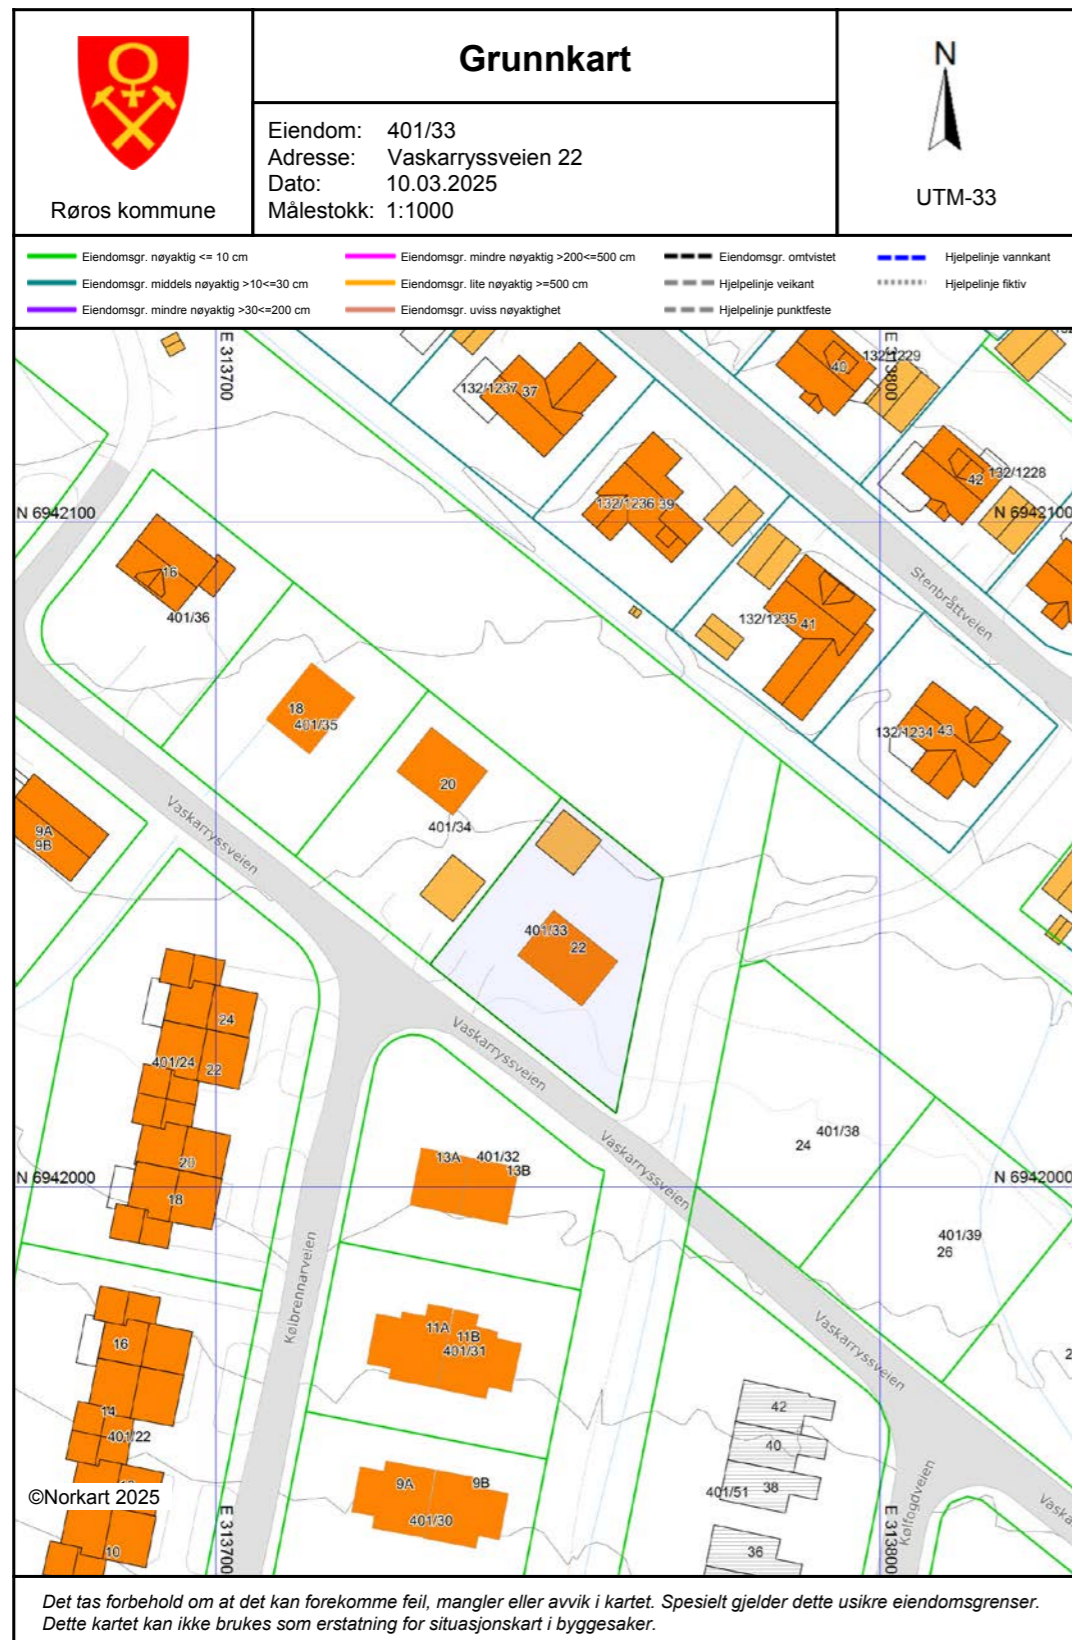 Grunnkart
Røros kommune
Eiendom: 401/33
Adresse: Vaskarryssveien 22
Dato: 10.03.2025
Målestokk: 1:1000
N
UTM-33
Eiendomsgr. nøyaktig <= 10 cm
Eiendomsgr. middels nøyaktig >10<=30 cm
Eiendomsgr. mindre nøyaktig >30<=200 cm
Eiendomsgr. mindre nøyaktig >200<=500 cm
Eiendomsgr. lite nøyaktig >=500 cm
Eiendomsgr. uviss nøyaktighet
Eiendomsgr. omtvistet
Hjelpelinje veikant
Hjelpelinje punktfeste
Hjelpelinje vannkant
Hjelpelinje fiktiv
E 313700
E 313800
132/1229
40
132/1237 37
132/1228
42
132/1236 39
N 6942100
N 6942100
16
401/36
Stenbråttveien
132/1235 41
18
401/35
132/1234 43
20
401/34
Vaskarryssveien
9A
9B
401/33
22
24
401/24
22
Vaskarryssveien
401/38
24
20
18
13A
401/32
13B
Vaskarryssveien
N 6942000
N 6942000
401/39
26
Kølbrennarveien
11A
11B
401/31
16
Vaskarryssveien
14
401/22
42
40
38
401/51
36
9A
9B
401/30
10
Kølfogdveien
©Norkart 2025
E 313700
E 313800
Det tas forbehold om at det kan forekomme feil, mangler eller avvik i kartet. Spesielt gjelder dette usikre eiendomsgrenser.
Dette kartet kan ikke brukes som erstatning for situasjonskart i byggesaker.